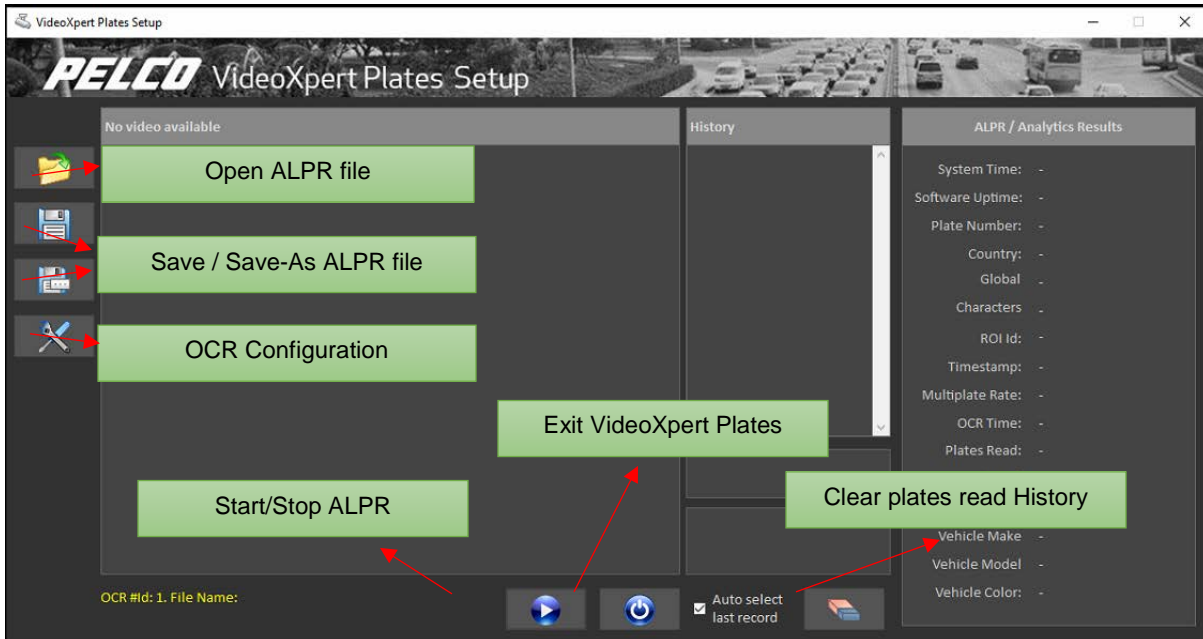 VideoXpert Plates Setup
PELCO VideoXpert Plates Setup
No video available
History
ALPR / Analytics Results
Open ALPR file
Save / Save-As ALPR file
OCR Configuration
Exit VideoXpert Plates
Start/Stop ALPR
Clear plates read History
System Time: -
Software Uptime: -
Plate Number: -
Country: -
Global -
Characters -
ROI Id: -
Timestamp: -
Multiplate Rate: -
OCR Time: -
Plates Read: -
Vehicle Make -
Vehicle Model -
Vehicle Color: -
OCR #Id: 1. File Name:
Auto select
last record